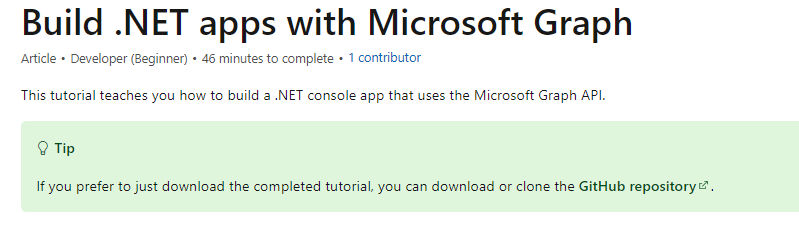 Build .NET apps with Microsoft Graph
Article • Developer (Beginner) • 46 minutes to complete • 1 contributor
This tutorial teaches you how to build a .NET console app that uses the Microsoft Graph API.
Tip
If you prefer to just download the completed tutorial, you can download or clone the GitHub repository.